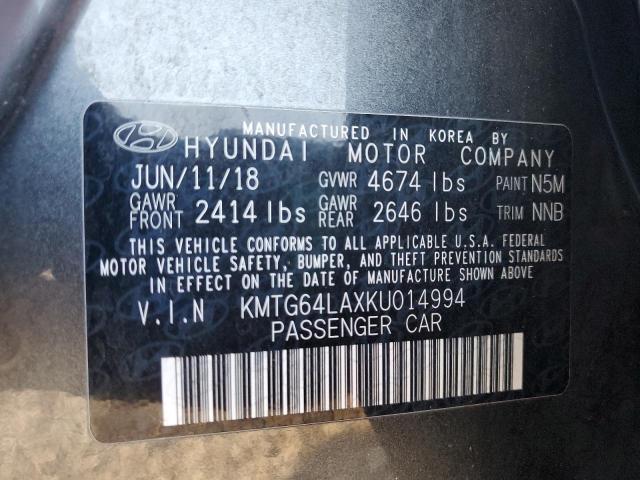 MANUFACTURED IN KOREA BY
HYUNDAI MOTOR COMPANY
JUN/11/18 GVWR 4674 lbs PAINT N5M
GAWR FRONT 2414 lbs GAWR REAR 2646 lbs TRIM NNB
THIS VEHICLE CONFORMS TO ALL APPLICABLE U.S.A. FEDERAL
MOTOR VEHICLE SAFETY, BUMPER, AND THEFT PREVENTION STANDARDS
IN EFFECT ON THE DATE OF MANUFACTURE SHOWN ABOVE.
V.I.N KMTG64LAXKU014994
PASSENGER CAR